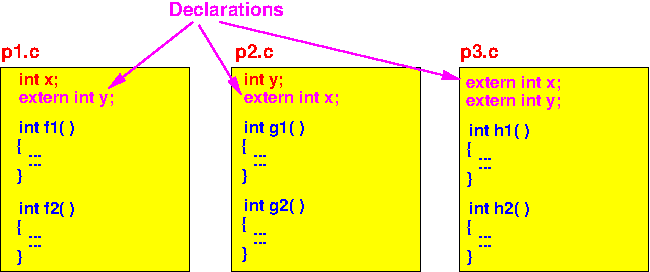 Declarations
p1.c
int x;
extern int y;
int f1( )
{
...
...
}
int f2( )
{
...
...
}
p2.c
int y;
extern int x;
int g1( )
{
...
...
}
int g2( )
{
...
...
}
p3.c
extern int x;
extern int y;
int h1( )
{
...
...
}
int h2( )
{
...
...
}